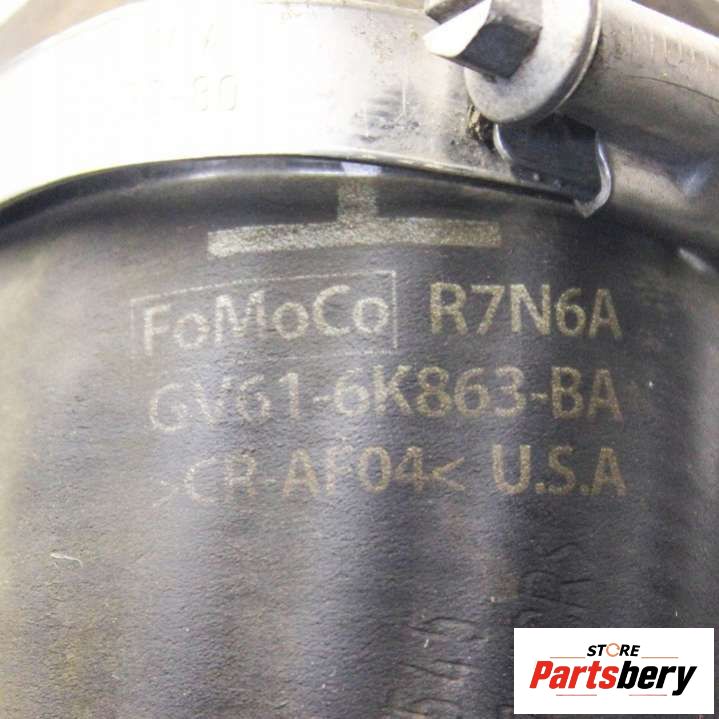 FoMoCo R7N6A
GV61-6K863-BA
>CR-AF04< U.S.A
STORE
Partsbery